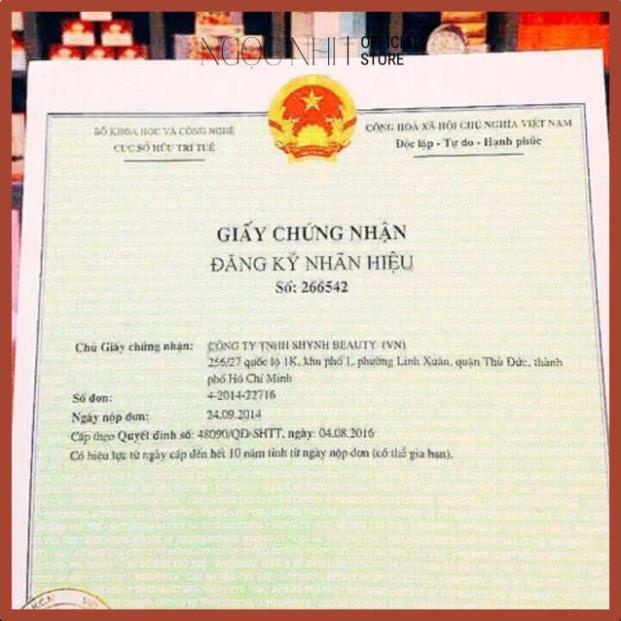 NGỌC NHI
OFFICIAL
STORE
BỘ KHOA HỌC VÀ CÔNG NGHỆ
CỤC SỞ HỮU TRÍ TUỆ
CỘNG HOÀ XÃ HỘI CHỦ NGHĨA VIỆT NAM
Độc lập - Tự do - Hạnh phúc
GIẤY CHỨNG NHẬN
ĐĂNG KÝ NHÃN HIỆU
Số: 266542
Chủ Giấy chứng nhận: CÔNG TY TNHH SHYNH BEAUTY (VN)
256/27 quốc lộ 1K, khu phố 1, phường Linh Xuân, quận Thủ Đức, thành
phố Hồ Chí Minh
Số đơn: 4-2014-22716
Ngày nộp đơn: 24.09.2014
Cấp theo Quyết định số: 48090/QĐ-SHTT, ngày: 04.08.2016
Có hiệu lực từ ngày cấp đến hết 10 năm tính từ ngày nộp đơn (có thể gia hạn).